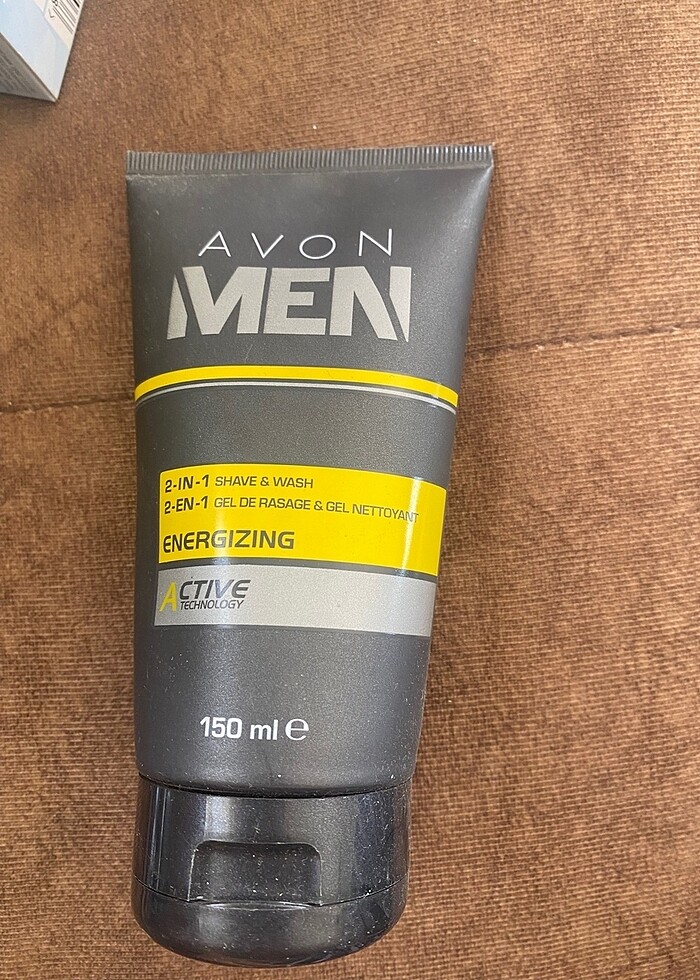 AVON
MEN
2-IN-1 SHAVE & WASH
2-EN-1 GEL DE RASAGE & GEL NETTOYANT
ENERGIZING
ACTIVE
TECHNOLOGY
150 ml e